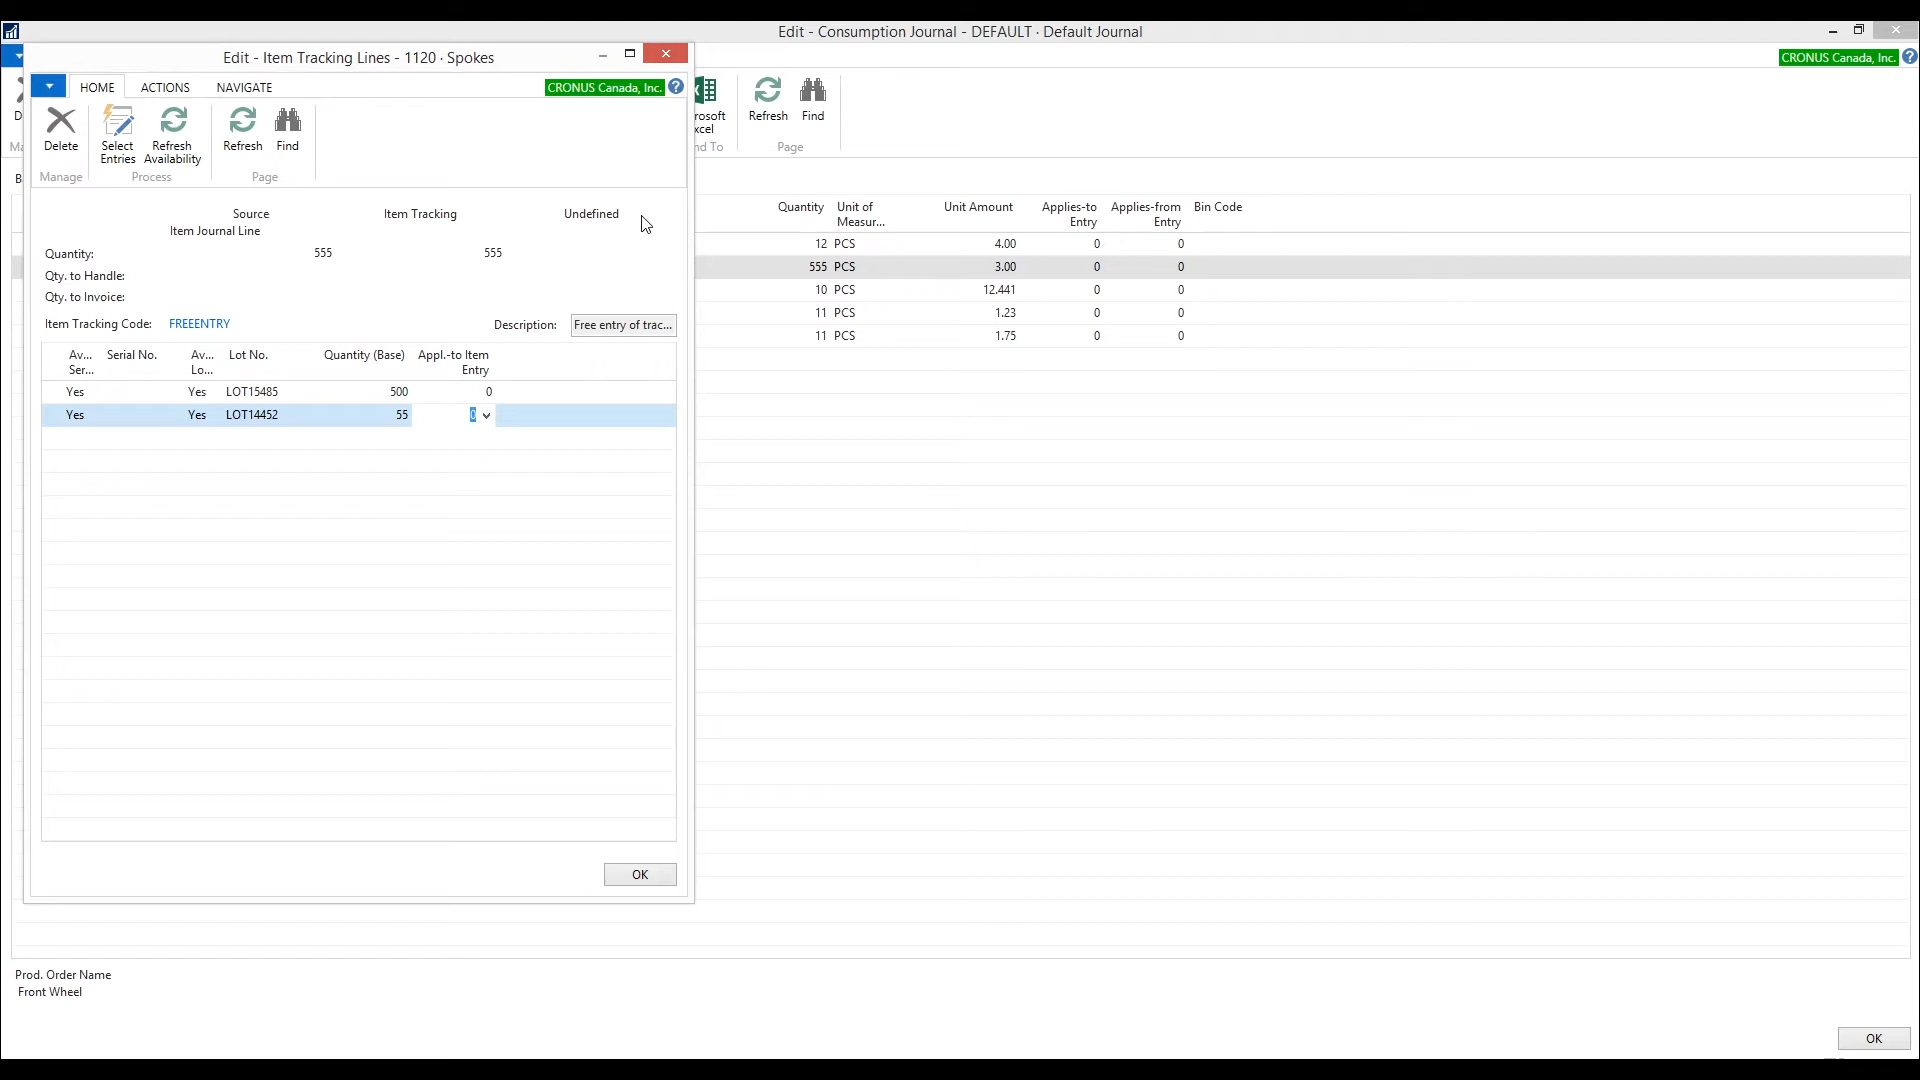 Edit - Consumption Journal - DEFAULT · Default Journal
Edit - Item Tracking Lines - 1120 · Spokes
CRONUS Canada, Inc.
HOME ACTIONS NAVIGATE CRONUS Canada, Inc.
Delete
Select Entries
Refresh Availability
Refresh
Find
Manage Process Page
Refresh Find
Page
Source Item Tracking Undefined
Item Journal Line
Quantity: 555 555
Qty. to Handle:
Qty. to Invoice:
Item Tracking Code: FREEENTRY Description: Free entry of trac...
Av... Ser... Serial No. Av... Lo... Lot No. Quantity (Base) Appl.-to Item Entry
Yes Yes LOT15485 500 0
Yes Yes LOT14452 55 0
OK
Quantity Unit of Measur... Unit Amount Applies-to Entry Applies-from Entry Bin Code
12 PCS 4.00 0 0
555 PCS 3.00 0 0
10 PCS 12.441 0 0
11 PCS 1.23 0 0
11 PCS 1.75 0 0
Prod. Order Name
Front Wheel
OK